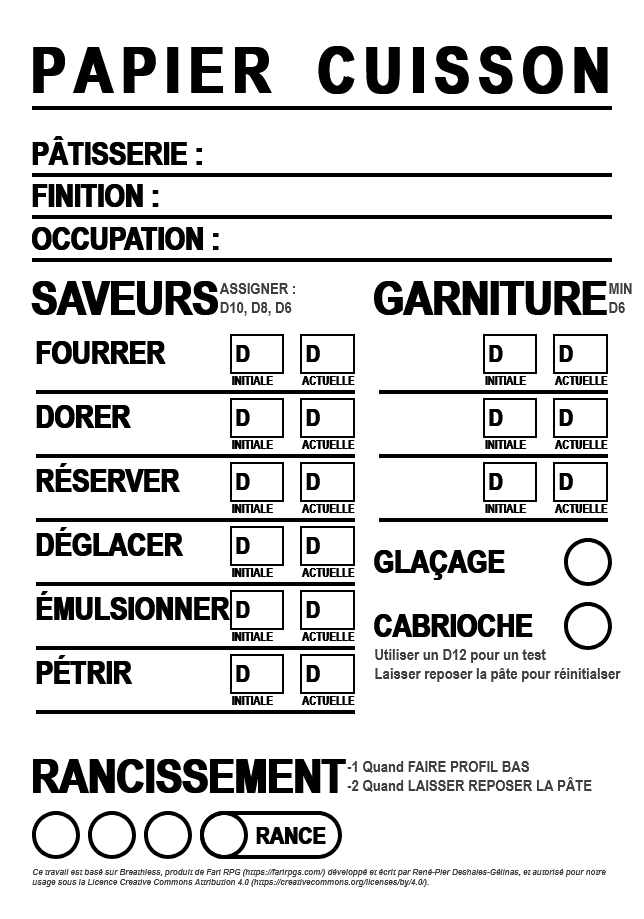 PAPIER CUISSON
PÂTISSERIE :
FINITION :
OCCUPATION :
SAVEURS
ASSIGNER :
D10, D8, D6
FOURRER D D
INITIALE ACTUELLE
DORER D D
INITIALE ACTUELLE
RÉSERVER D D
INITIALE ACTUELLE
DÉGLACER D D
INITIALE ACTUELLE
ÉMULSIONNER D D
INITIALE ACTUELLE
PÉTRIR D D
INITIALE ACTUELLE
GARNITURE
MIN
D6
D D
INITIALE ACTUELLE
D D
INITIALE ACTUELLE
D D
INITIALE ACTUELLE
GLAÇAGE
CABRIOCHE
Utiliser un D12 pour un test
Laisser reposer la pâte pour réinitialser
RANCISSEMENT
-1 Quand FAIRE PROFIL BAS
-2 Quand LAISSER REPOSER LA PÂTE
RANCE
Ce travail est basé sur Breathless, produit de Fari RPG (https://farirpgs.com/) développé et écrit par René-Pier Deshaies-Gélinas, et autorisé pour notre
usage sous la Licence Creative Commons Attribution 4.0 (https://creativecommons.org/licenses/by/4.0/).